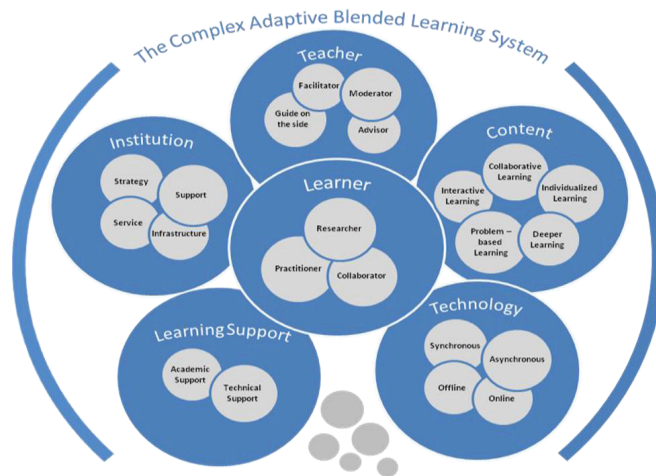 The Complex Adaptive Blended Learning System
Teacher
Facilitator
Moderator
Guide on
the side
Advisor
Institution
Strategy
Support
Service
Infrastructure
Content
Collaborative
Learning
Interactive
Learning
Individualized
Learning
Problem –
based
Learning
Deeper
Learning
Learner
Researcher
Practitioner
Collaborator
Learning Support
Academic
Support
Technical
Support
Technology
Synchronous
Asynchronous
Offline
Online